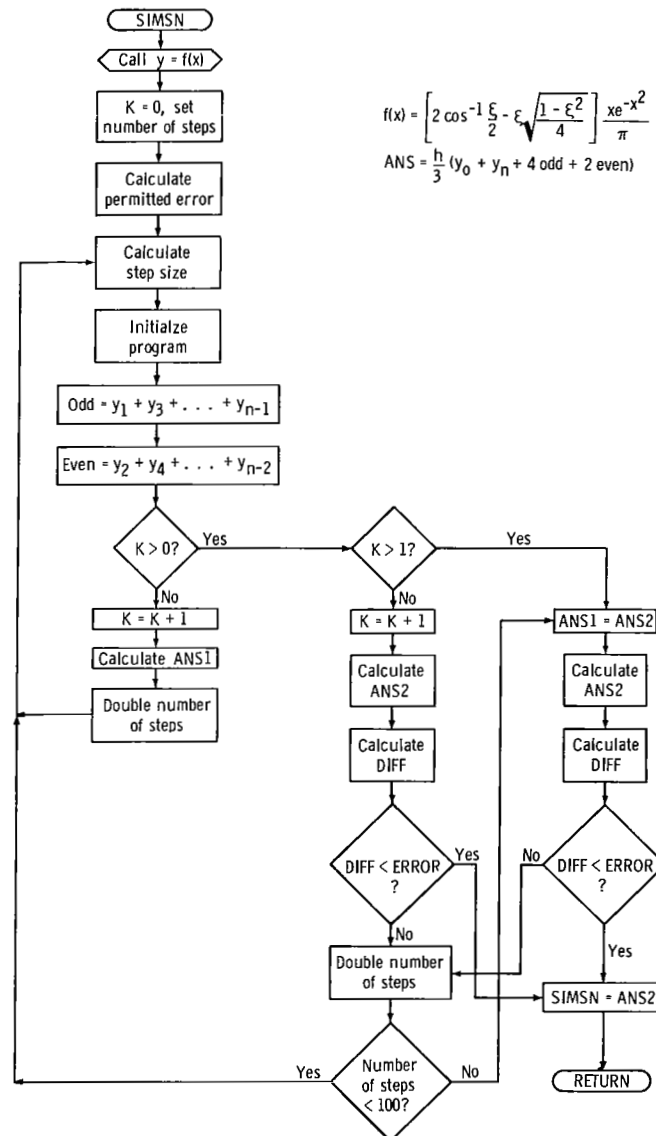 SIMSN
Call y = f(x)
K = 0, set
number of steps
f(x) = [2 cos⁻¹ ξ/2 - ξ√((1 - ξ²)/4)] xe^(-x²)/π
ANS = h/3 (y₀ + yₙ + 4 odd + 2 even)
Calculate
permitted error
Calculate
step size
Initialze
program
Odd = y₁ + y₃ + . . . + yₙ₋₁
Even = y₂ + y₄ + . . . + yₙ₋₂
K > 0?
Yes
K > 1?
Yes
No
K = K + 1
Calculate ANS1
Double number
of steps
No
K = K + 1
Calculate
ANS2
Calculate
DIFF
DIFF < ERROR
?
Yes
No
Double number
of steps
Number
of steps
< 100?
Yes
No
ANS1 = ANS2
Calculate
ANS2
Calculate
DIFF
DIFF < ERROR
?
No
Yes
SIMSN = ANS2
RETURN